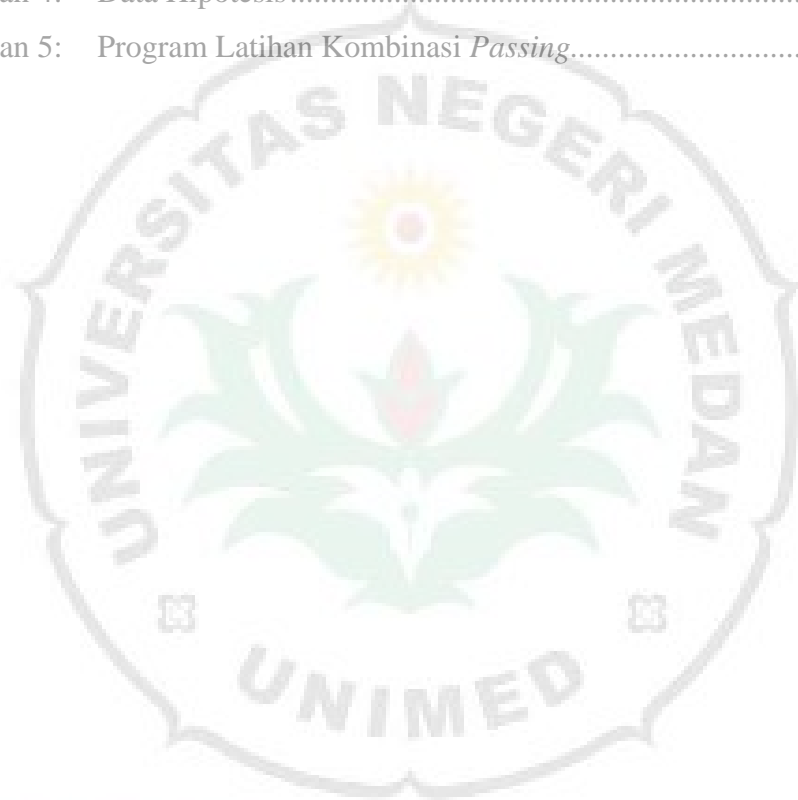 an 4: Data Hipotesis
an 5: Program Latihan Kombinasi Passing..............................
UNIVERSITAS NEGERI MEDAN
UNIMED